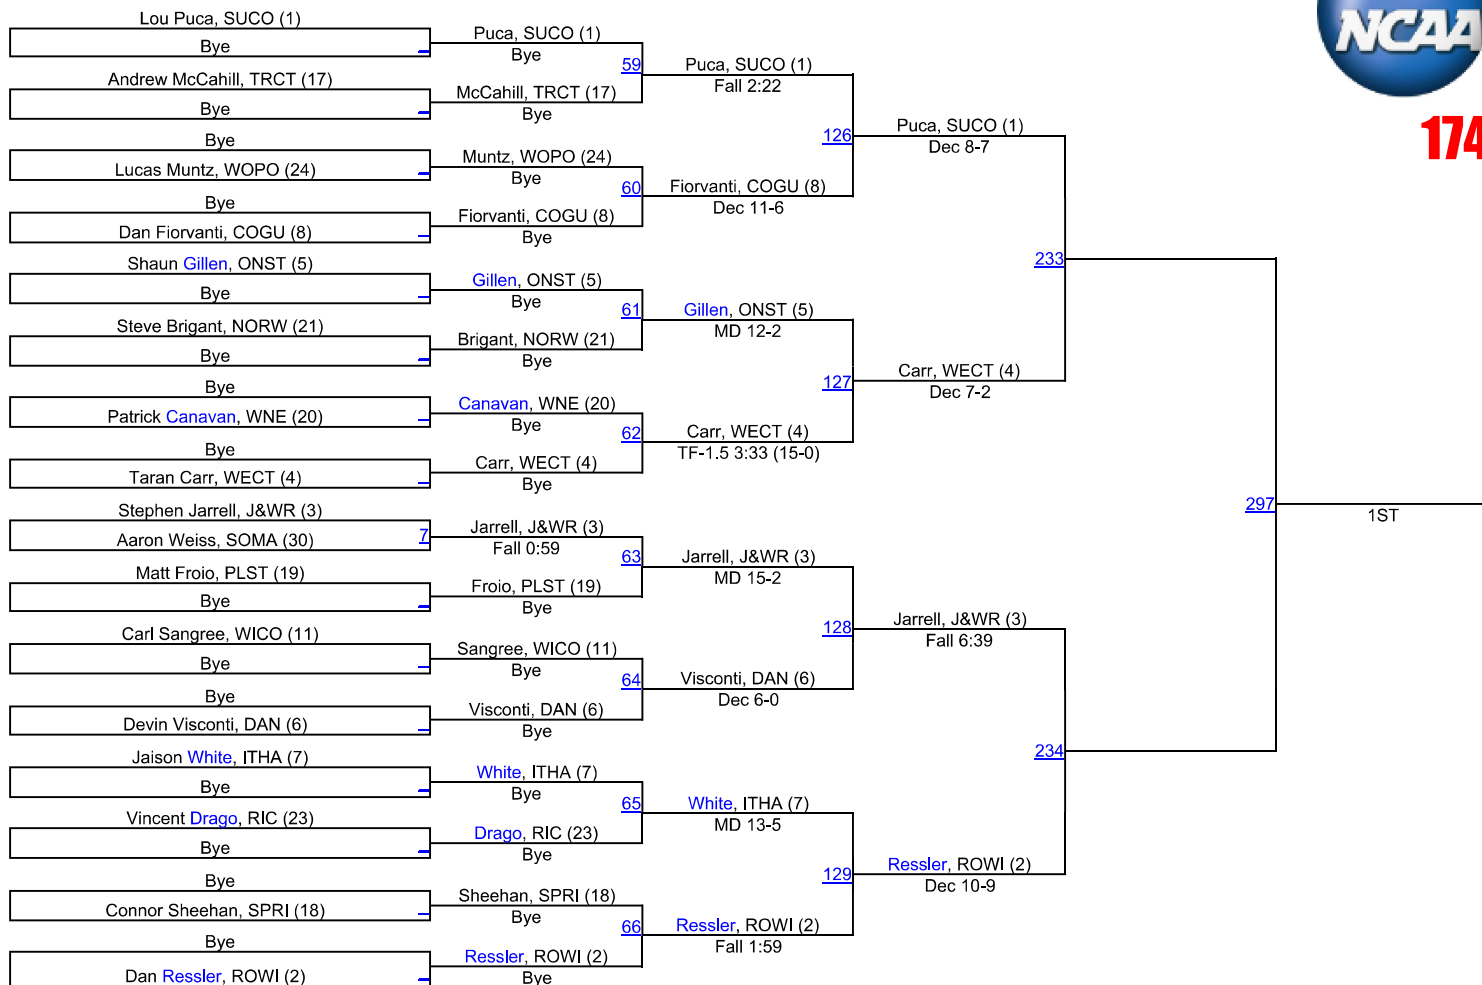 Lou Puca, SUCO (1)
Bye
Andrew McCahill, TRCT (17)
Bye
Bye
Lucas Muntz, WOPO (24)
Bye
Dan Fiorvanti, COGU (8)
Shaun Gillen, ONST (5)
Bye
Steve Brigant, NORW (21)
Bye
Bye
Patrick Canavan, WNE (20)
Bye
Taran Carr, WECT (4)
Stephen Jarrell, J&WR (3)
Aaron Weiss, SOMA (30)
7
Matt Froio, PLST (19)
Bye
Carl Sangree, WICO (11)
Bye
Bye
Devin Visconti, DAN (6)
Jaison White, ITHA (7)
Bye
Vincent Drago, RIC (23)
Bye
Bye
Connor Sheehan, SPRI (18)
Bye
Dan Ressler, ROWI (2)
Puca, SUCO (1)
Bye
59
McCahill, TRCT (17)
Bye
Muntz, WOPO (24)
Bye
60
Fiorvanti, COGU (8)
Bye
Gillen, ONST (5)
Bye
61
Brigant, NORW (21)
Bye
Canavan, WNE (20)
Bye
62
Carr, WECT (4)
Bye
Jarrell, J&WR (3)
Fall 0:59
63
Froio, PLST (19)
Bye
Sangree, WICO (11)
Bye
64
Visconti, DAN (6)
Bye
White, ITHA (7)
Bye
65
Drago, RIC (23)
Bye
Sheehan, SPRI (18)
Bye
66
Ressler, ROWI (2)
Bye
Puca, SUCO (1)
Fall 2:22
126
Fiorvanti, COGU (8)
Dec 11-6
Gillen, ONST (5)
MD 12-2
127
Carr, WECT (4)
TF-1.5 3:33 (15-0)
Jarrell, J&WR (3)
MD 15-2
128
Visconti, DAN (6)
Dec 6-0
White, ITHA (7)
MD 13-5
129
Ressler, ROWI (2)
Fall 1:59
Puca, SUCO (1)
Dec 8-7
233
Carr, WECT (4)
Dec 7-2
Jarrell, J&WR (3)
Fall 6:39
234
Ressler, ROWI (2)
Dec 10-9
297
1ST
NCAA
174